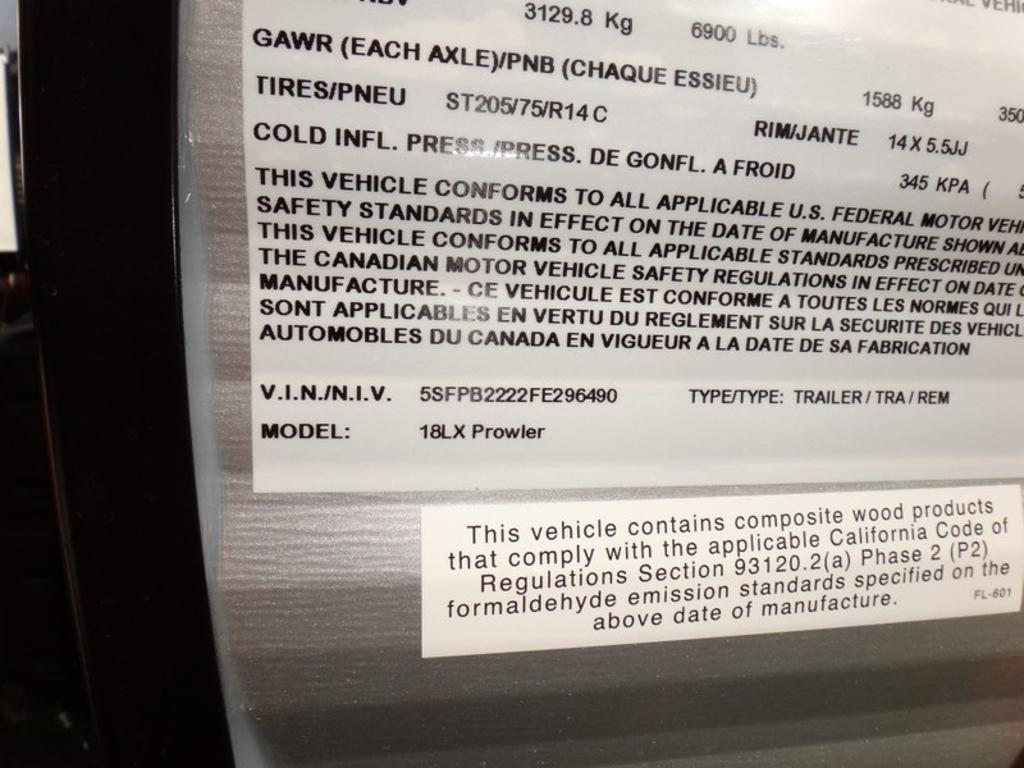 3129.8 Kg 6900 Lbs.
GAWR (EACH AXLE)/PNB (CHAQUE ESSIEU) 1588 Kg 350
TIRES/PNEU ST205/75/R14 C RIM/JANTE 14 X 5.5JJ
COLD INFL. PRESS./PRESS. DE GONFL. A FROID 345 KPA (
THIS VEHICLE CONFORMS TO ALL APPLICABLE U.S. FEDERAL MOTOR VEHI
SAFETY STANDARDS IN EFFECT ON THE DATE OF MANUFACTURE SHOWN AB
THIS VEHICLE CONFORMS TO ALL APPLICABLE STANDARDS PRESCRIBED UN
THE CANADIAN MOTOR VEHICLE SAFETY REGULATIONS IN EFFECT ON DATE
MANUFACTURE. - CE VEHICULE EST CONFORME A TOUTES LES NORMES QUI L
SONT APPLICABLES EN VERTU DU REGLEMENT SUR LA SECURITE DES VEHICL
AUTOMOBLES DU CANADA EN VIGUEUR A LA DATE DE SA FABRICATION
V.I.N./N.I.V. 5SFPB2222FE296490 TYPE/TYPE: TRAILER / TRA / REM
MODEL: 18LX Prowler
This vehicle contains composite wood products
that comply with the applicable California Code of
Regulations Section 93120.2(a) Phase 2 (P2)
formaldehyde emission standards specified on the
above date of manufacture. FL-601